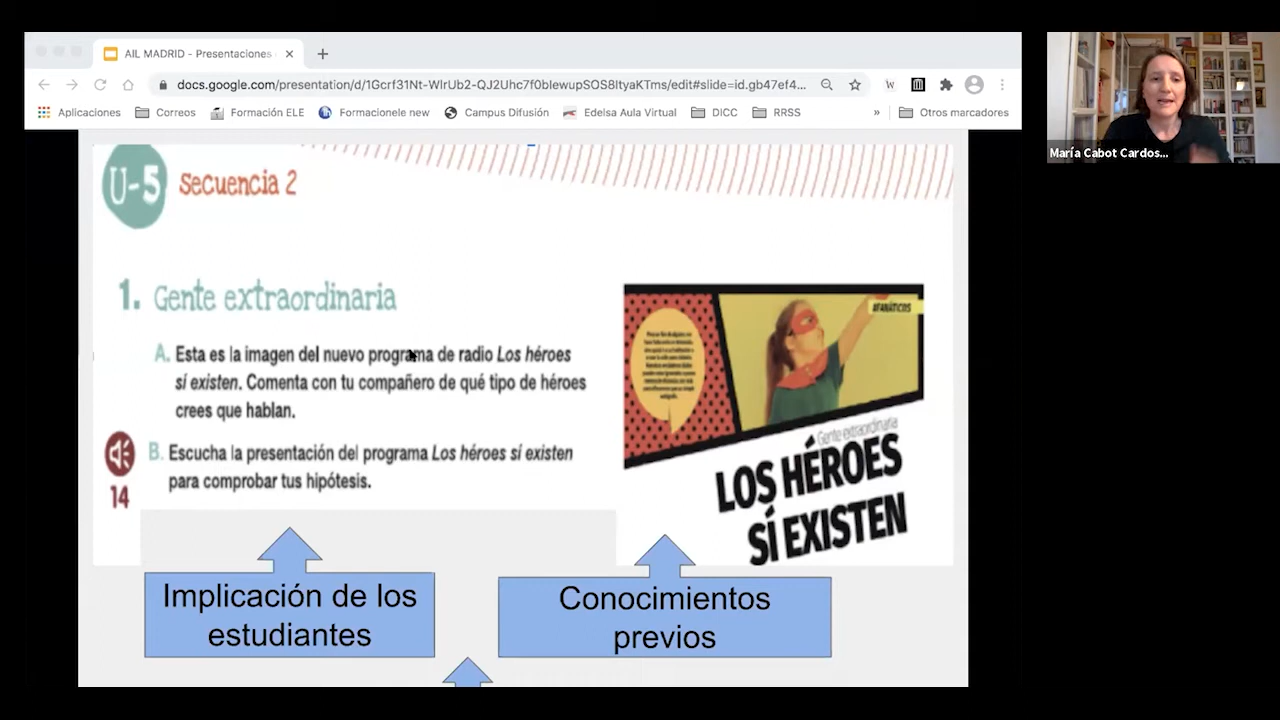 AIL MADRID - Presentaciones
docs.google.com/presentation/d/1Gcrf31Nt-WlrUb2-QJ2Unc7f0blewupSOS8ItyaKTms/edit#slide=id.gb47ef4...
Aplicaciones Correos Formación ELE Formacionele new Campus Difusión Edelsa Aula Virtual DICC RRSS » Otros marcadores
María Cabot Cardos...
U-5 Secuencia 2
1. Gente extraordinaria
A. Esta es la imagen del nuevo programa de radio Los héroes
sí existen. Comenta con tu compañero de qué tipo de héroes
crees que hablan.
B. Escucha la presentación del programa Los héroes sí existen
para comprobar tus hipótesis.
14
#FANÁTICOS
Gente extraordinaria
LOS HÉROES
SÍ EXISTEN
Implicación de los
estudiantes
Conocimientos
previos